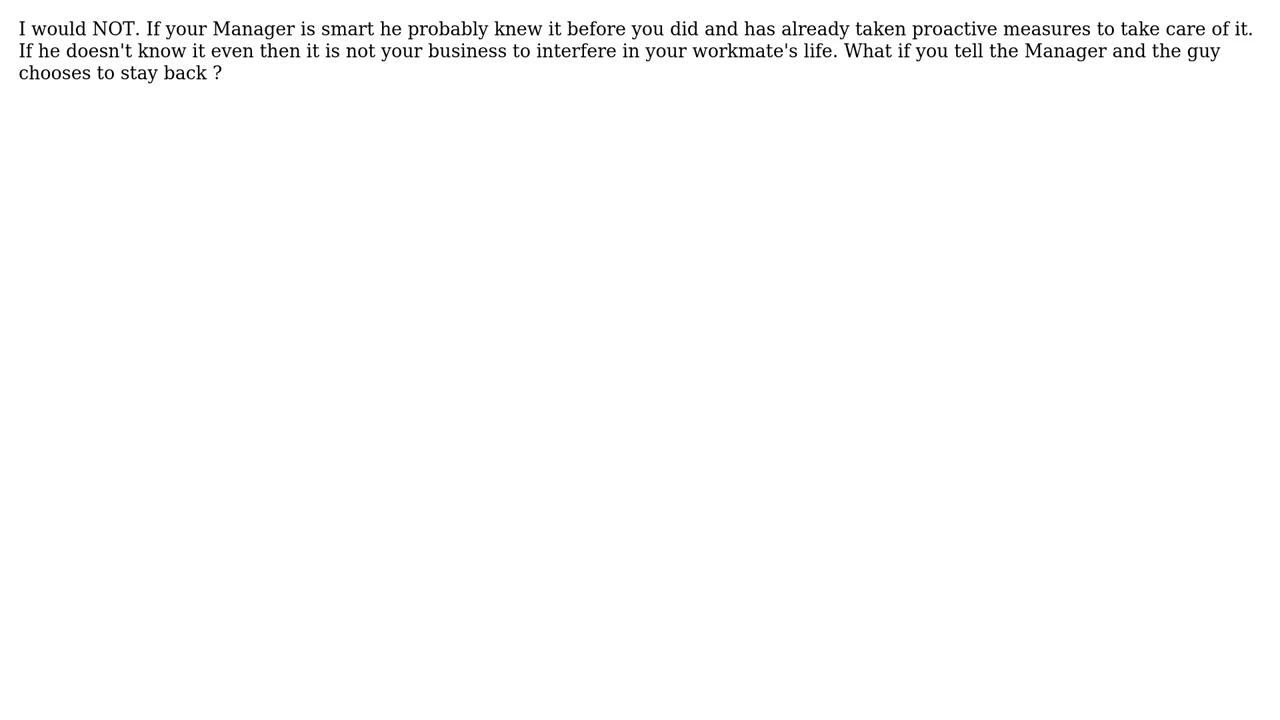 I would NOT. If your Manager is smart he probably knew it before you did and has already taken proactive measures to take care of it.
If he doesn't know it even then it is not your business to interfere in your workmate's life. What if you tell the Manager and the guy
chooses to stay back ?